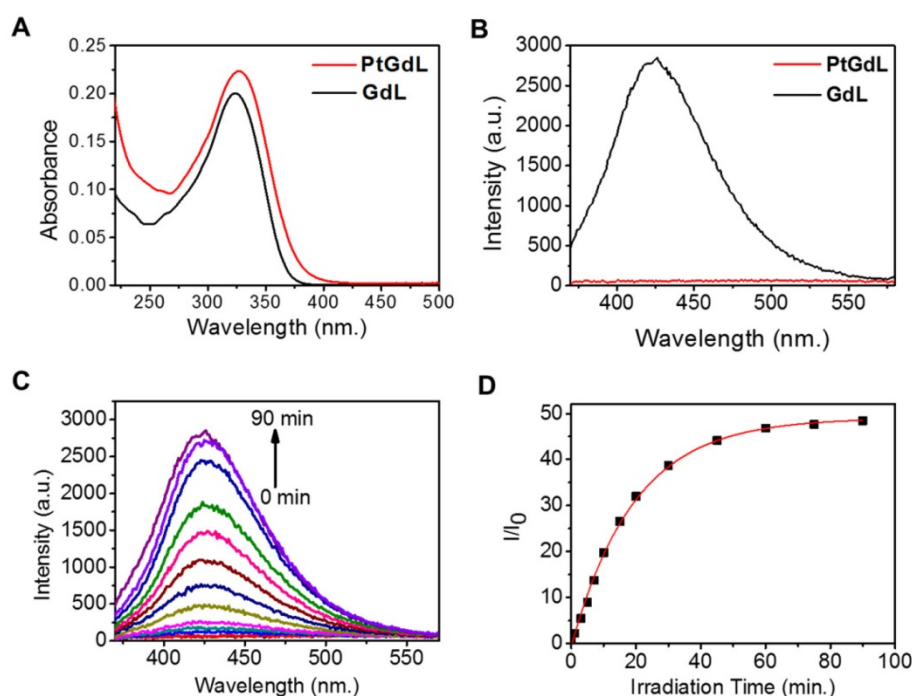 A
0.25
0.20
0.15
0.10
0.05
0.00
Absorbance
PtGdL
GdL
250 300 350 400 450 500
Wavelength (nm.)
B
3000
2500
2000
1500
1000
500
0
Intensity (a.u.)
PtGdL
GdL
400 450 500 550
Wavelength (nm.)
C
3000
2500
2000
1500
1000
500
0
Intensity (a.u.)
90 min
0 min
400 450 500 550
Wavelength (nm.)
D
50
40
30
20
10
0
I/I0
0 20 40 60 80 100
Irradiation Time (min.)